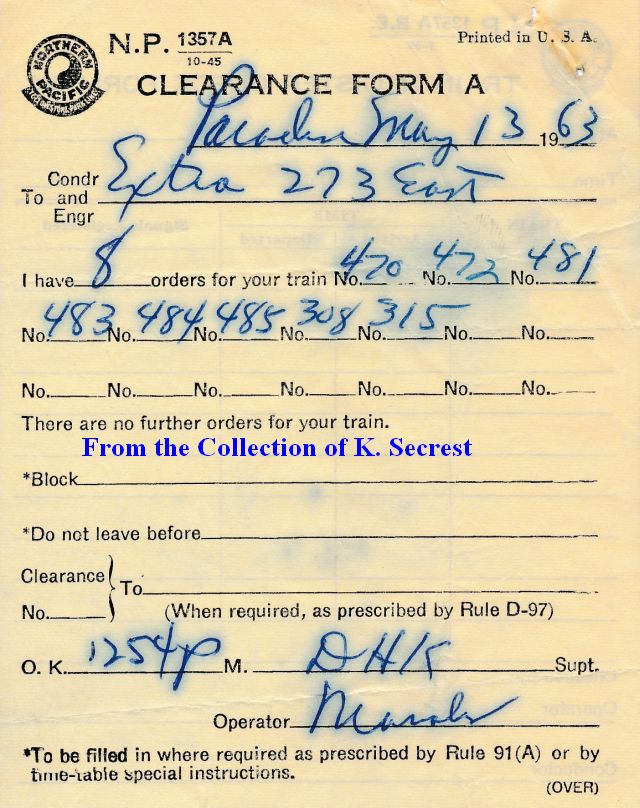 NORTHERN PACIFIC
YELLOWSTONE PARK LINE
N.P. 1357A
10-45
Printed in U. S. A.
CLEARANCE FORM A
Paradise May 13 1963
Condr
To and Extra 273 East
Engr
I have 8 orders for your train No. 470 No. 472 No. 481
No. 483 No. 484 No. 485 No. 308 No. 315 No. No.
No. No. No. No. No. No. No.
There are no further orders for your train.
From the Collection of K. Secrest
*Block
*Do not leave before
Clearance
To
No. (When required, as prescribed by Rule D-97)
O. K. 1254p M. DHK Supt.
Operator
*To be filled in where required as prescribed by Rule 91(A) or by
time-table special instructions.
(OVER)